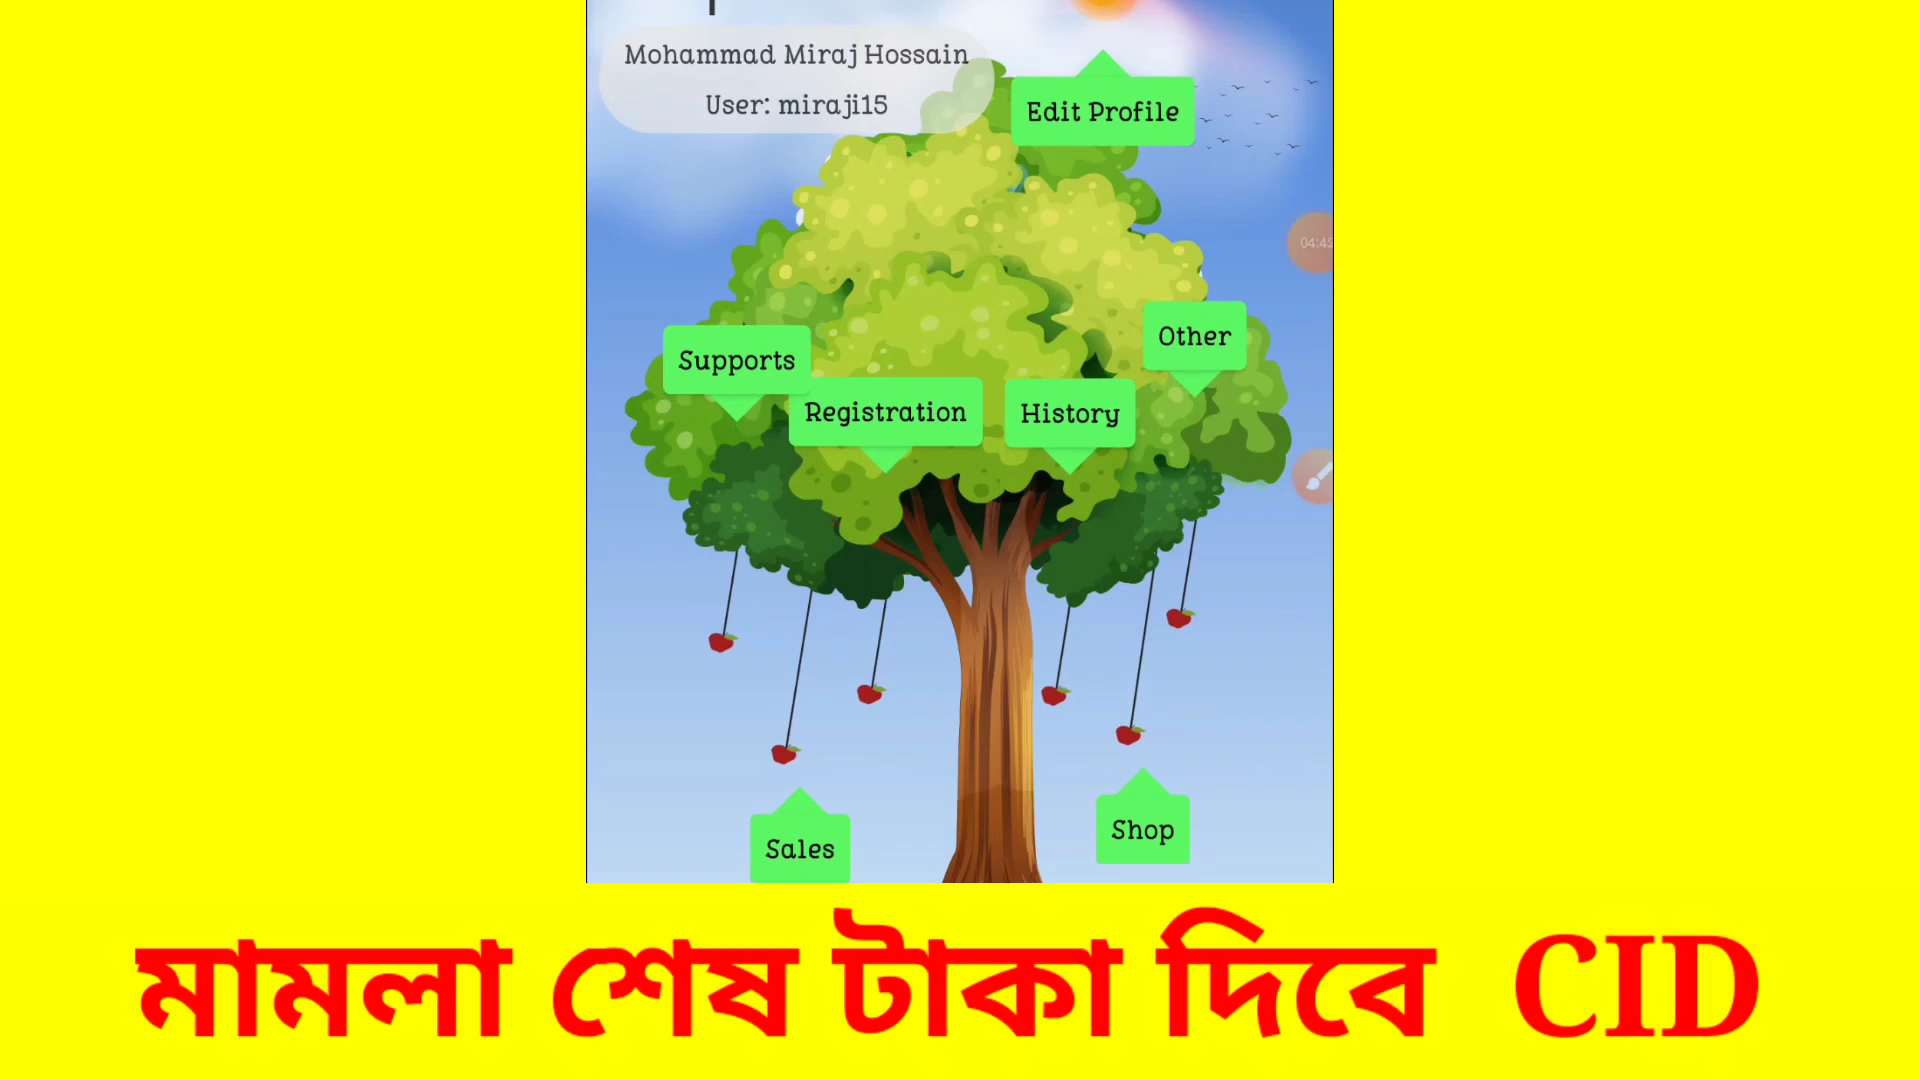 Mohammad Miraj Hossain
User: miraji15
Edit Profile
Other
Supports
Registration
History
Sales
Shop
মামলা শেষ টাকা দিবে CID